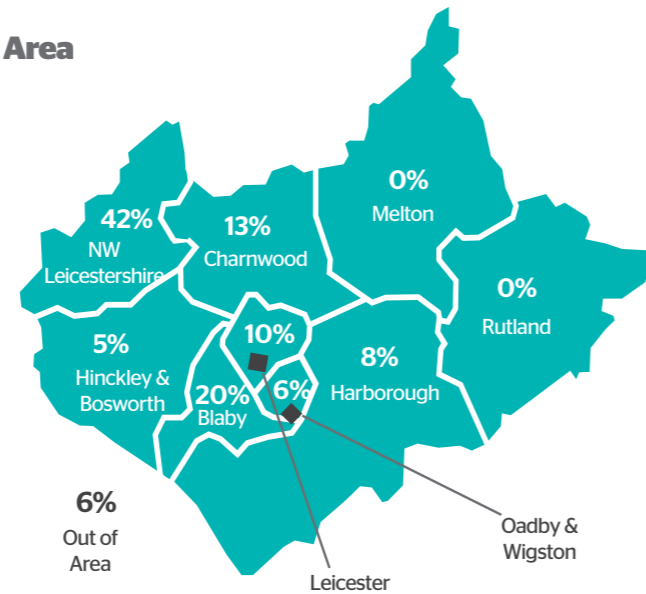 Area
0%
Melton
42%
NW
Leicestershire
13%
Charnwood
0%
Rutland
10%
5%
Hinckley &
Bosworth
20%
Blaby
6%
8%
Harborough
6%
Out of
Area
Oadby &
Wigston
Leicester